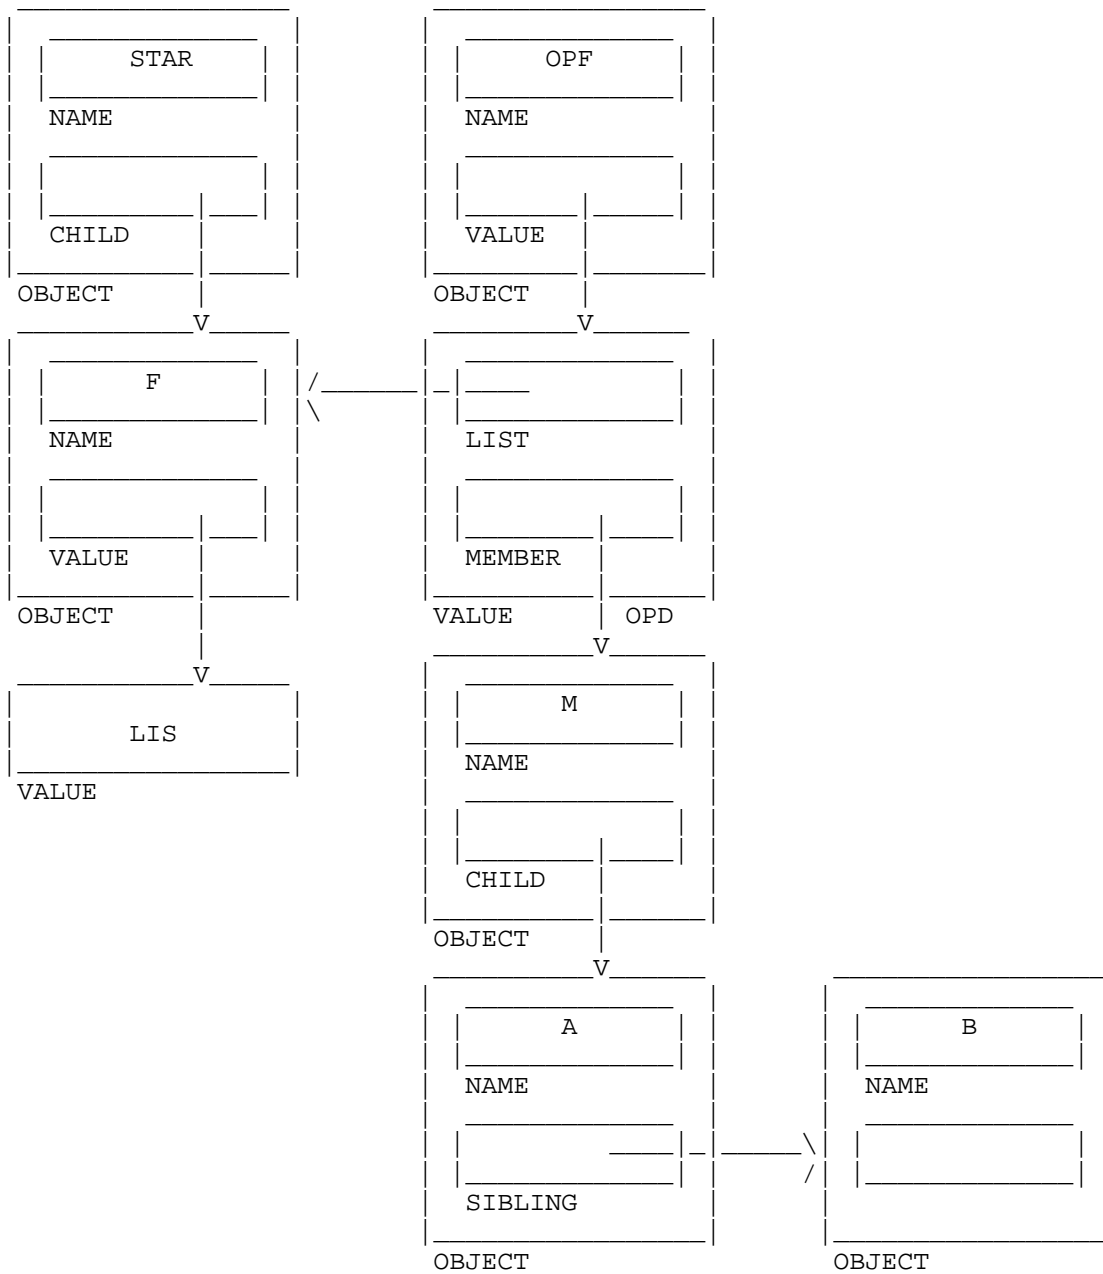 STAR OPF
NAME NAME
CHILD VALUE
OBJECT OBJECT
V V
F
NAME LIST
VALUE MEMBER
OBJECT VALUE OPD
V
V
M
LIS
NAME
VALUE
CHILD
OBJECT
V
A B
NAME NAME
SIBLING
OBJECT OBJECT